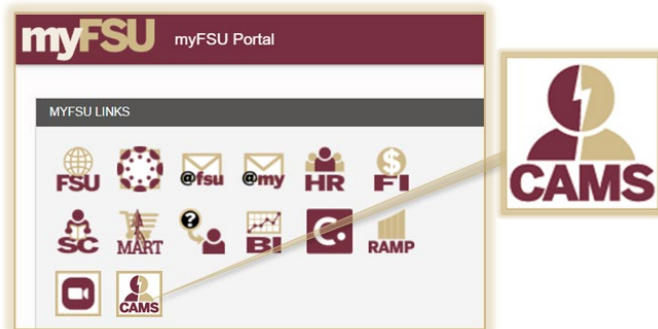 myFSU myFSU Portal
MYFSU LINKS
FSU @fsu @my HR $ FI
SC MART ? BI C. RAMP
CAMS
CAMS